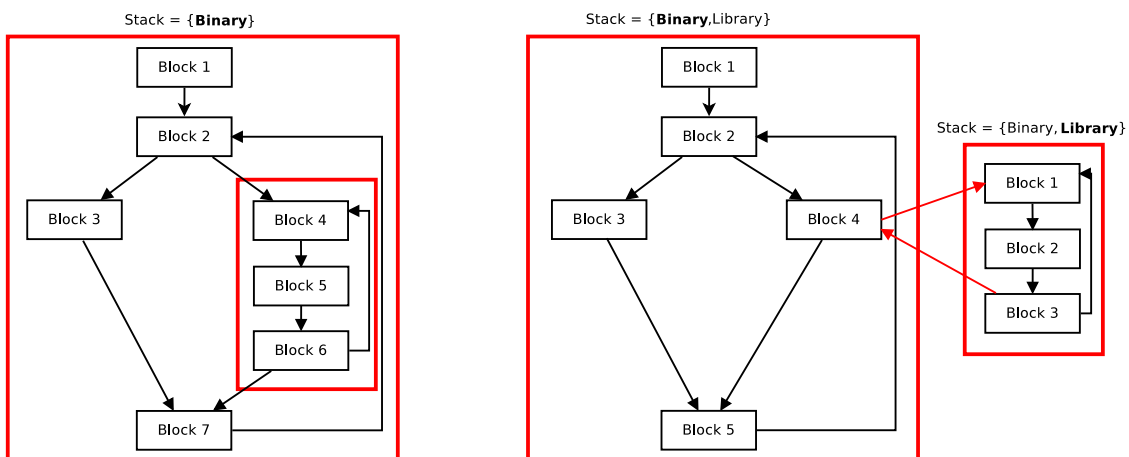 Stack = {Binary}
Block 1
Block 2
Block 3
Block 4
Block 5
Block 6
Block 7
Stack = {Binary,Library}
Block 1
Block 2
Block 3
Block 4
Block 5
Stack = {Binary, Library}
Block 1
Block 2
Block 3